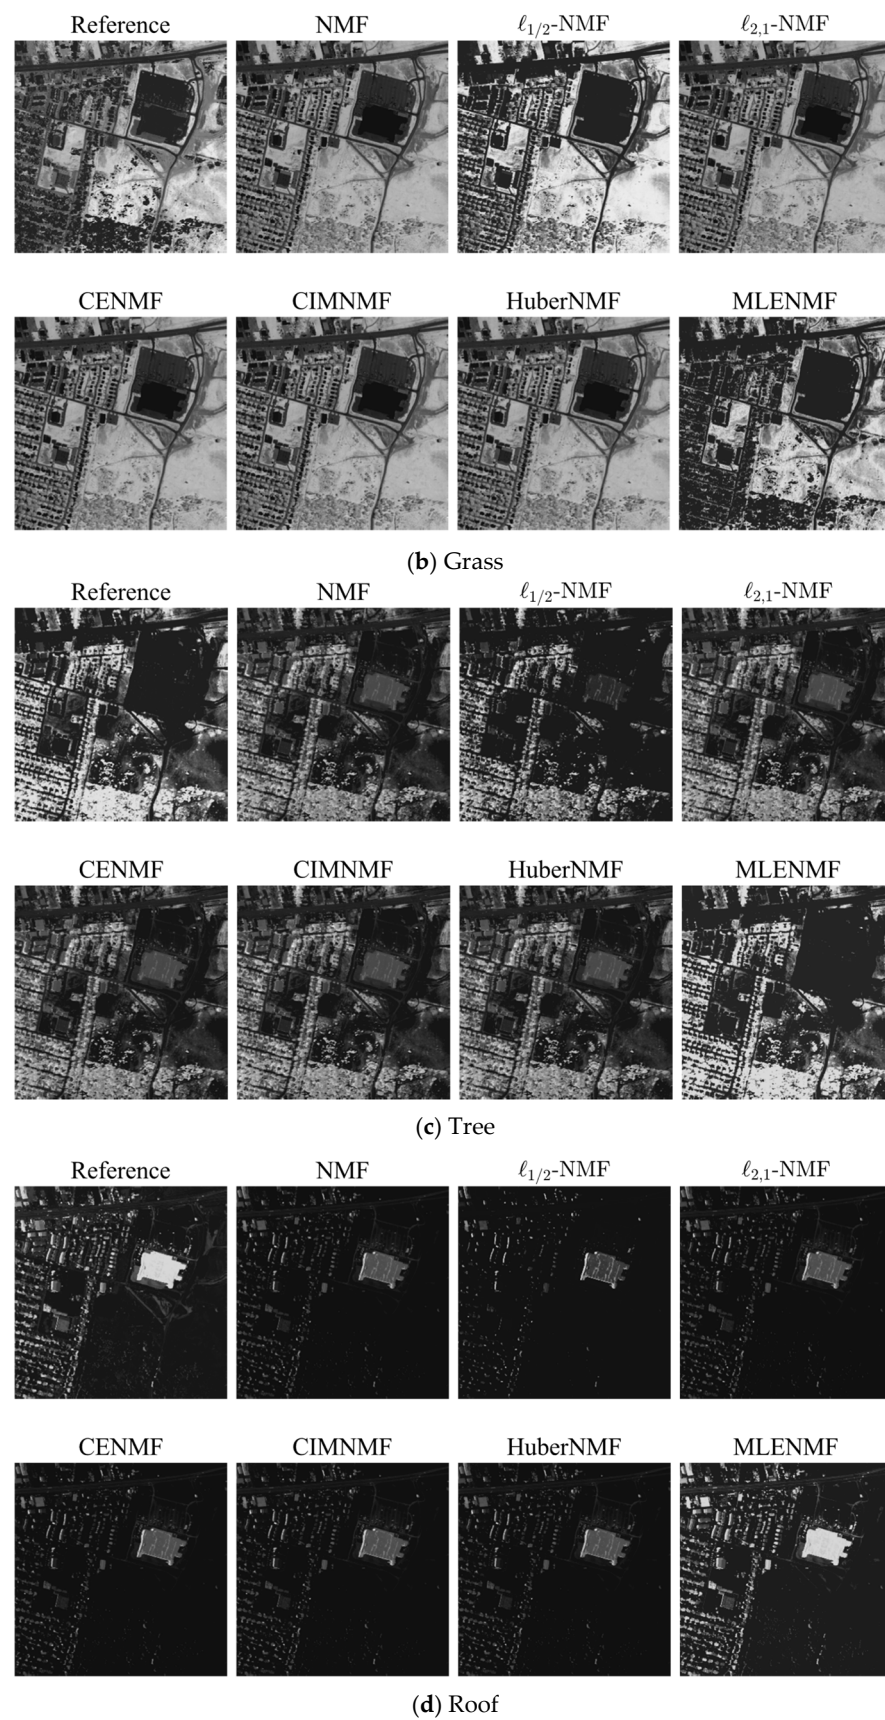 Reference NMF ℓ1/2-NMF ℓ2,1-NMF
CENMF CIMNMF HuberNMF MLENMF
(b) Grass
Reference NMF ℓ1/2-NMF ℓ2,1-NMF
CENMF CIMNMF HuberNMF MLENMF
(c) Tree
Reference NMF ℓ1/2-NMF ℓ2,1-NMF
CENMF CIMNMF HuberNMF MLENMF
(d) Roof